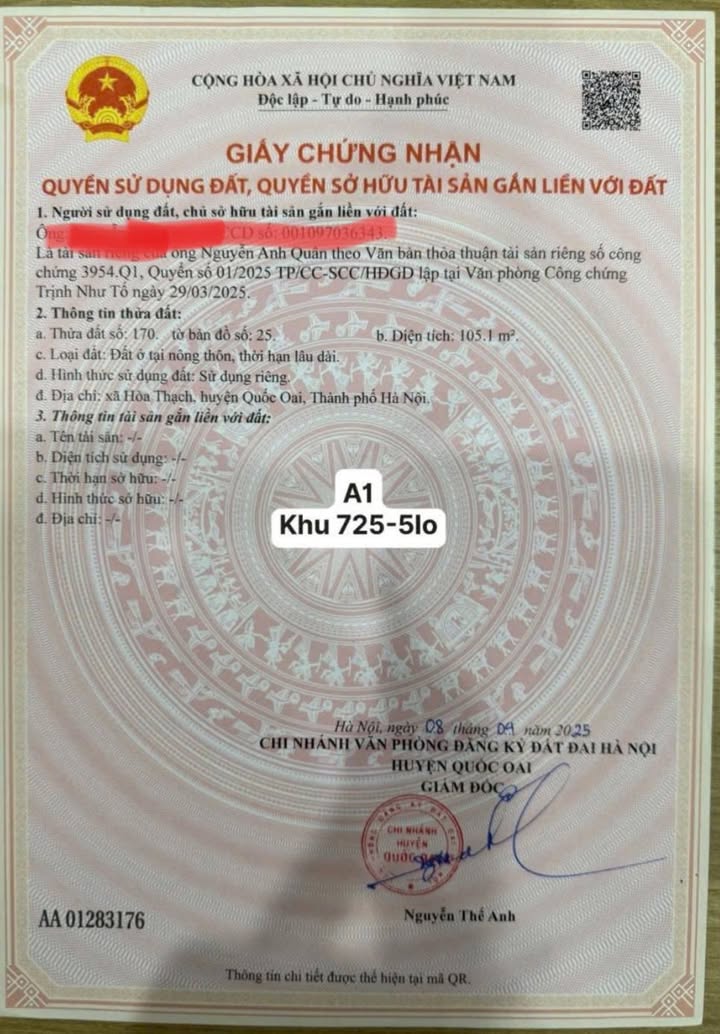 CỘNG HÒA XÃ HỘI CHỦ NGHĨA VIỆT NAM
Độc lập - Tự do - Hạnh phúc
GIẤY CHỨNG NHẬN
QUYỀN SỬ DỤNG ĐẤT, QUYỀN SỞ HỮU TÀI SẢN GẮN LIỀN VỚI ĐẤT
1. Người sử dụng đất, chủ sở hữu tài sản gắn liền với đất:
Ông: CCD số: 001097036343.
Là tài sản riêng của ông Nguyễn Anh Quân theo Văn bản thỏa thuận tài sản riêng số công
chứng 3954.Q1, Quyển số 01/2025 TP/CC-SCC/HĐGD lập tại Văn phòng Công chứng
Trịnh Như Tố ngày 29/03/2025.
2. Thông tin thửa đất:
a. Thửa đất số: 170. tờ bản đồ số: 25. b. Diện tích: 105.1 m².
c. Loại đất: Đất ở tại nông thôn, thời hạn lâu dài.
d. Hình thức sử dụng đất: Sử dụng riêng.
đ. Địa chỉ: xã Hòa Thạch, huyện Quốc Oai, Thành phố Hà Nội.
3. Thông tin tài sản gắn liền với đất:
a. Tên tài sản: -/-
b. Diện tích sử dụng: -/-
c. Thời hạn sở hữu: -/-
d. Hình thức sở hữu: -/-
đ. Địa chỉ: -/-
A1
Khu 725-5lo
Hà Nội, ngày 08 tháng 04 năm 2025
CHI NHÁNH VĂN PHÒNG ĐĂNG KÝ ĐẤT ĐAI HÀ NỘI
HUYỆN QUỐC OAI
GIÁM ĐỐC
CHI NHÁNH
HUYỆN
QUỐC OAI
Nguyễn Thế Anh
AA 01283176
Thông tin chi tiết được thể hiện tại mã QR.